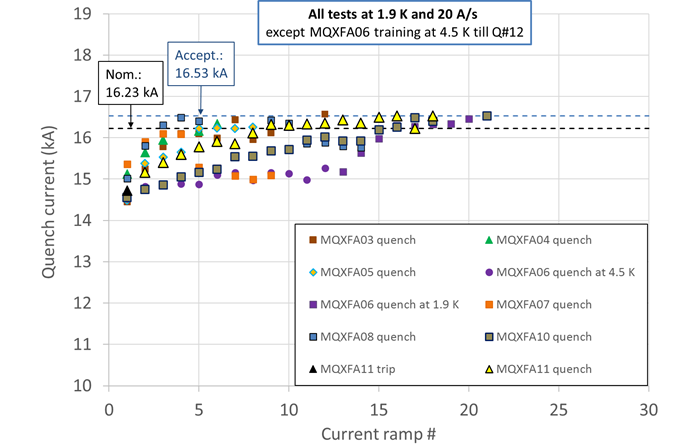 All tests at 1.9 K and 20 A/s
except MQXFA06 training at 4.5 K till Q#12
Accept.:
16.53 kA
Nom.:
16.23 kA
Quench current (kA)
19
18
17
16
15
14
13
12
11
10
MQXFA03 quench
MQXFA04 quench
MQXFA05 quench
MQXFA06 quench at 4.5 K
MQXFA06 quench at 1.9 K
MQXFA07 quench
MQXFA08 quench
MQXFA10 quench
MQXFA11 trip
MQXFA11 quench
0 5 10 15 20 25 30
Current ramp #